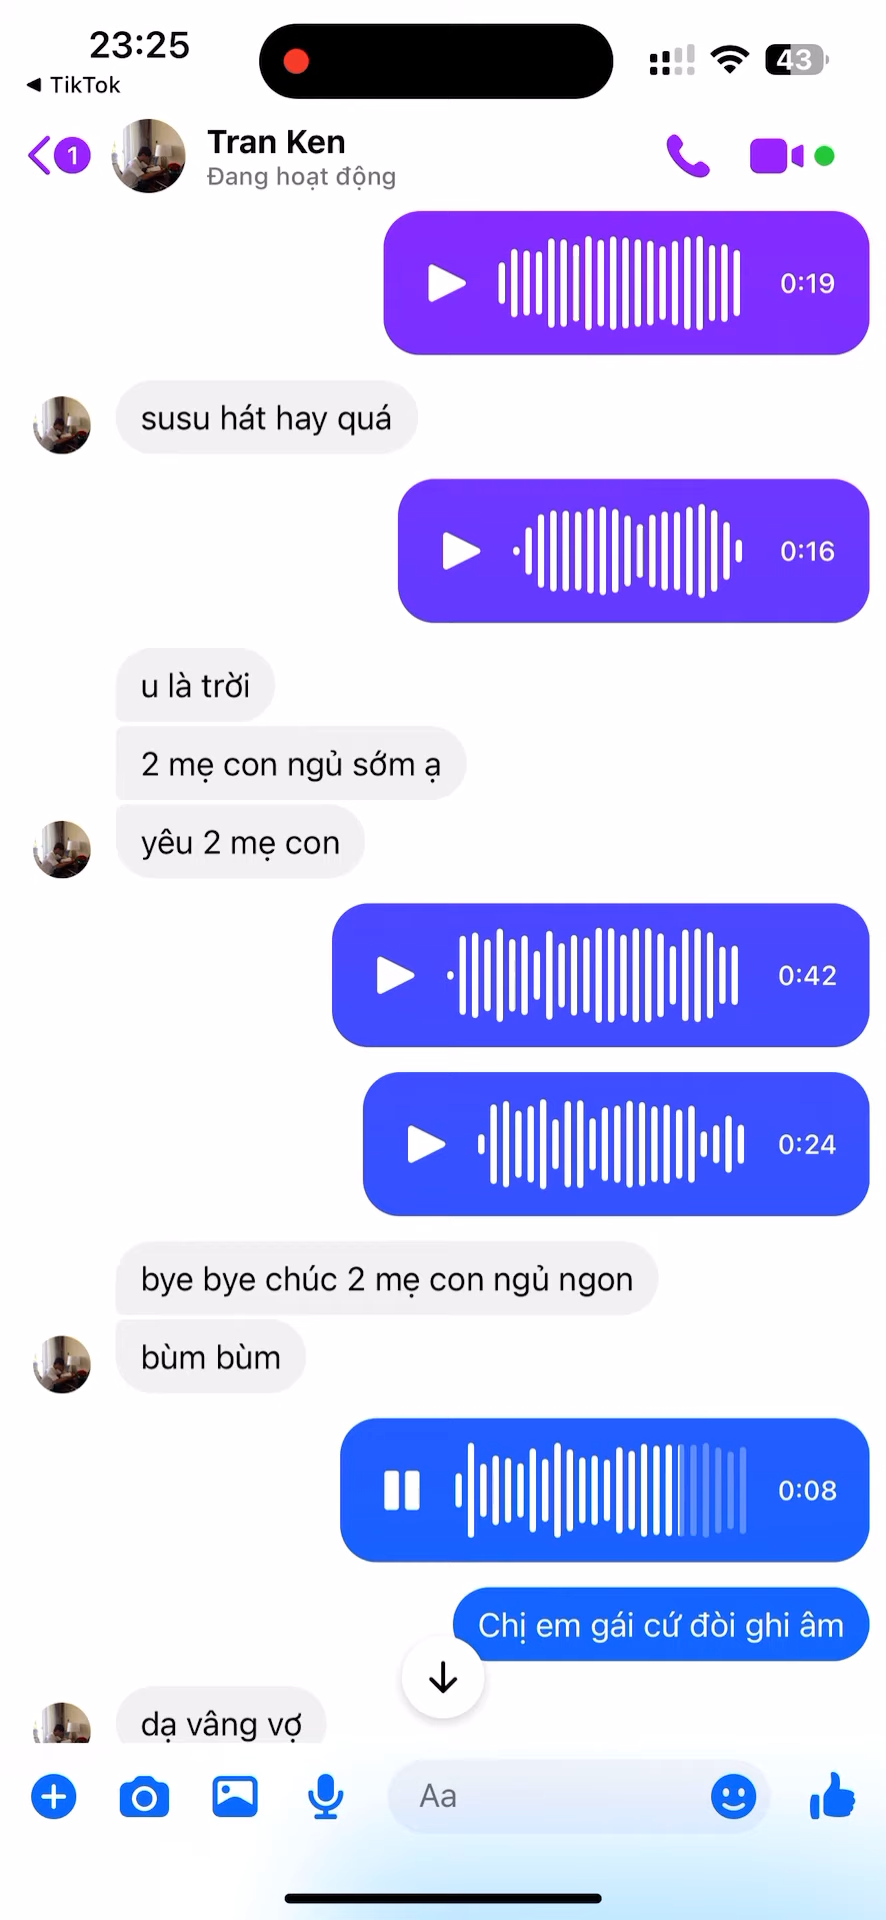 23:25
◀ TikTok
43
1
Tran Ken
Đang hoạt động
0:19
susu hát hay quá
0:16
u là trời
2 mẹ con ngủ sớm ạ
yêu 2 mẹ con
0:42
0:24
bye bye chúc 2 mẹ con ngủ ngon
bùm bùm
0:08
Chị em gái cứ đòi ghi âm
dạ vâng vợ
Aa